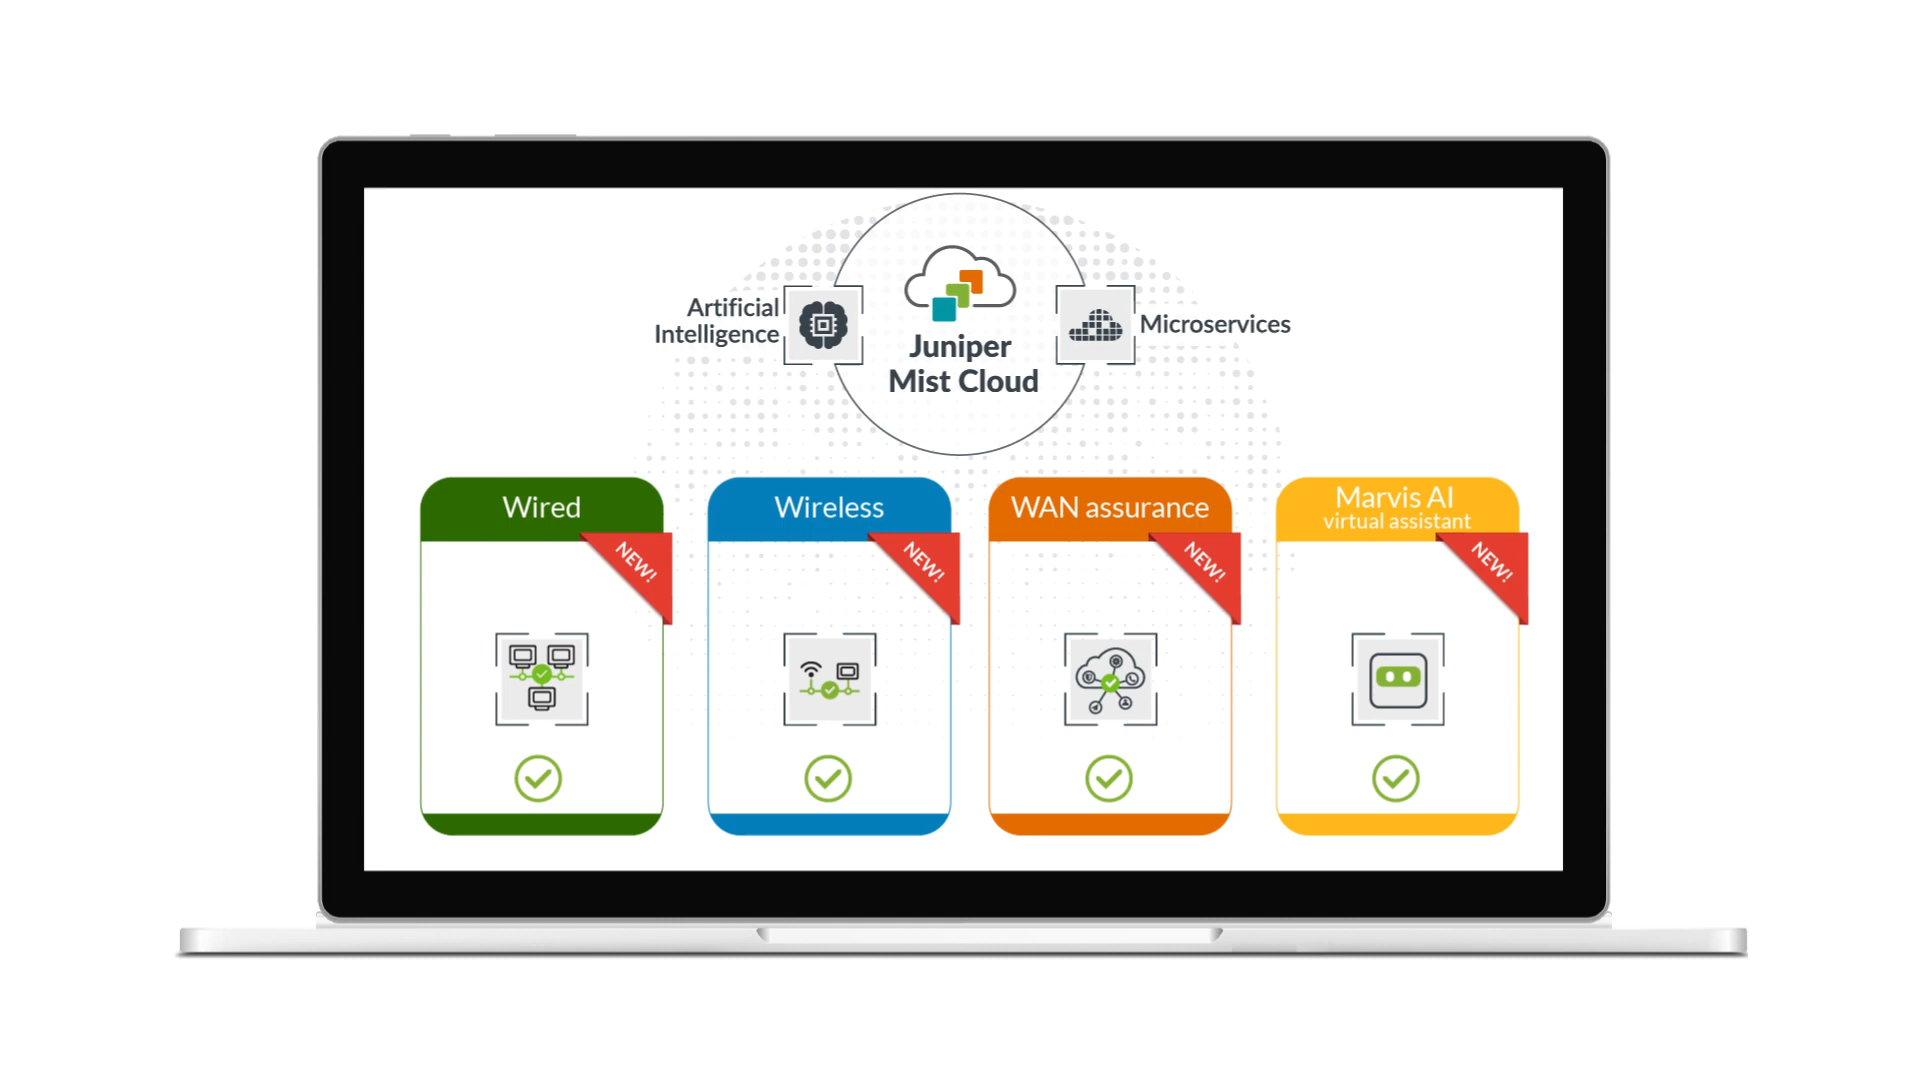 Artificial
Intelligence
Juniper
Mist Cloud
Microservices
Wired
NEW!
Wireless
NEW!
WAN assurance
NEW!
Marvis AI
virtual assistant
NEW!